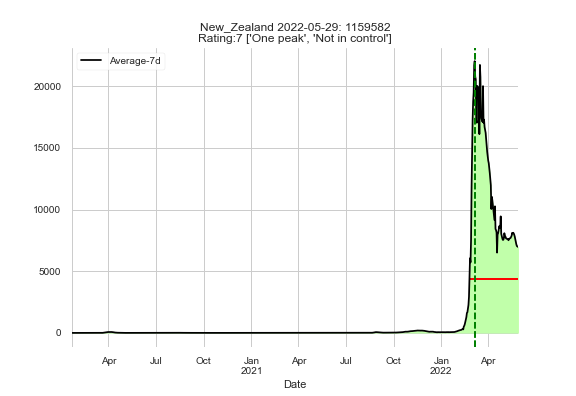 New_Zealand 2022-05-29: 1159582
Rating:7 ['One peak', 'Not in control']
Average-7d
20000
15000
10000
5000
0
Apr Jul Oct Jan Apr Jul Oct Jan Apr
2021 2022
Date